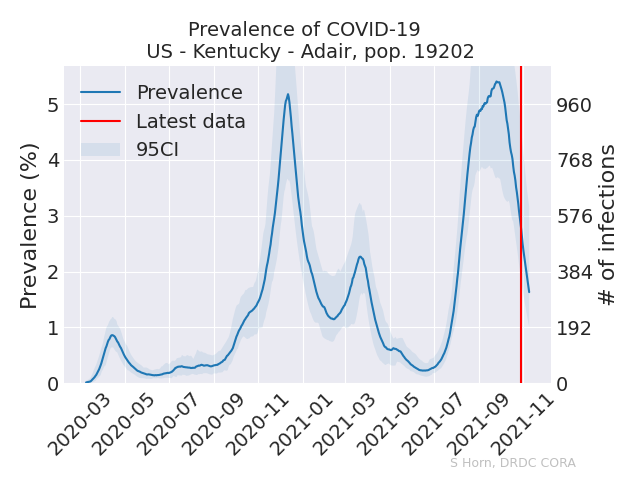 Prevalence of COVID-19
US - Kentucky - Adair, pop. 19202
Prevalence
Latest data
95CI
Prevalence (%)
5
4
3
2
1
0
960
768
576
384
192
0
# of infections
2020-03
2020-05
2020-07
2020-09
2020-11
2021-01
2021-03
2021-05
2021-07
2021-09
2021-11
S Horn, DRDC CORA